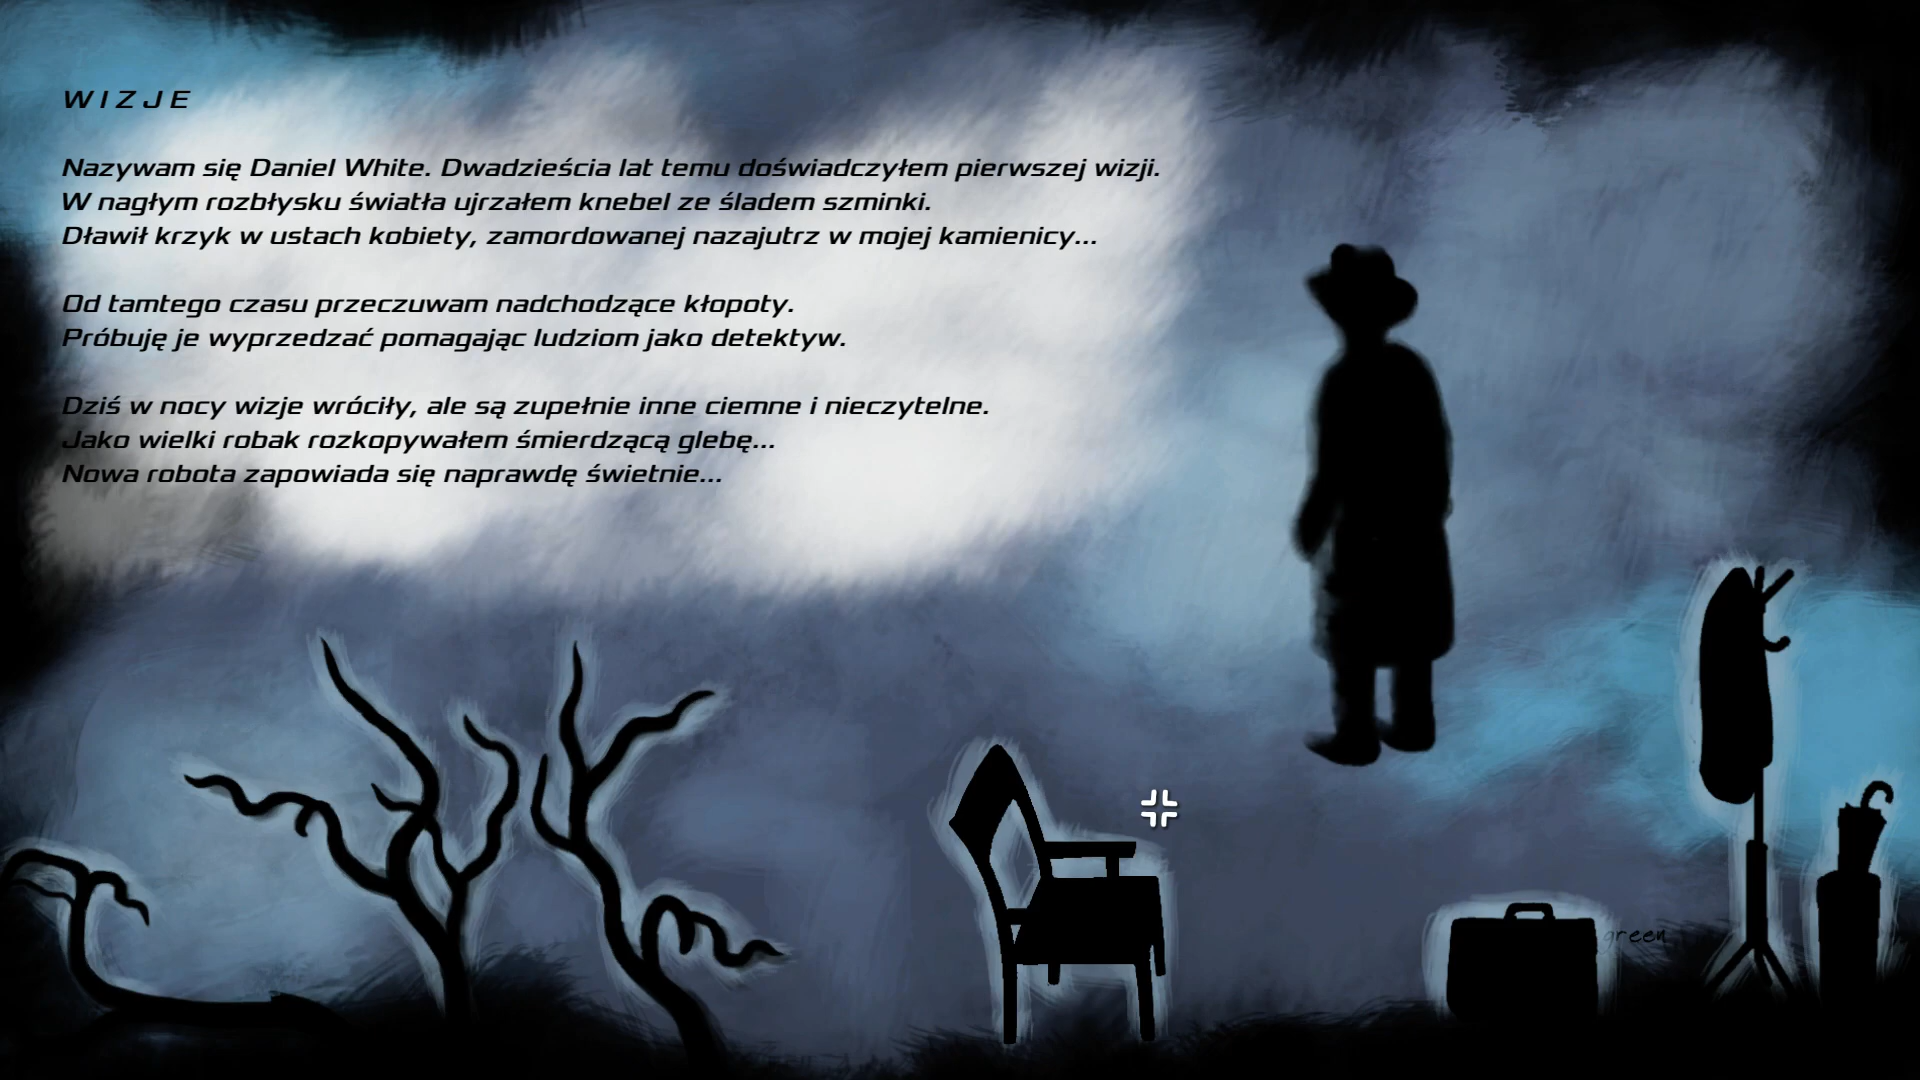 WIZJE
Nazywam się Daniel White. Dwadzieścia lat temu doświadczyłem pierwszej wizji.
W nagłym rozbłysku światła ujrzałem knebel ze śladem szminki.
Dławił krzyk w ustach kobiety, zamordowanej nazajutrz w mojej kamienicy...
Od tamtego czasu przeczuwam nadchodzące kłopoty.
Próbuję je wyprzedzać pomagając ludziom jako detektyw.
Dziś w nocy wizje wróciły, ale są zupełnie inne ciemne i nieczytelne.
Jako wielki robak rozkopywałem śmierdzącą glebę...
Nowa robota zapowiada się naprawdę świetnie...
green